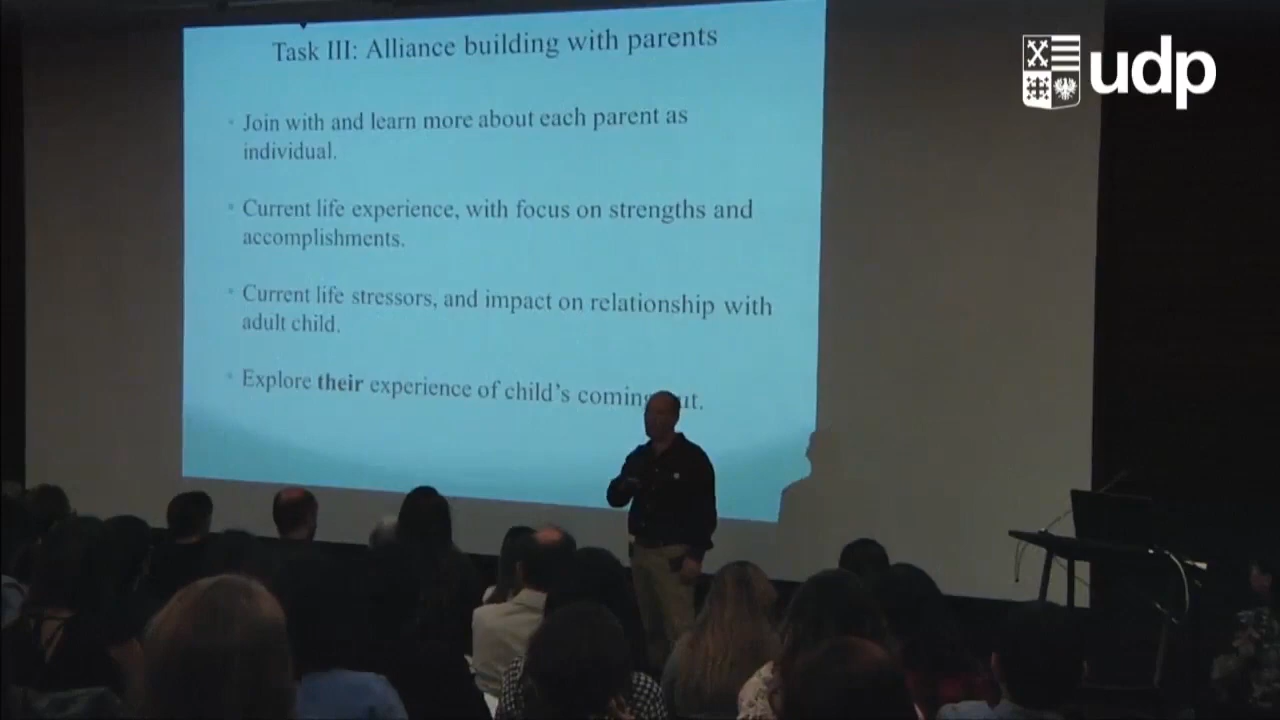 Task III: Alliance building with parents
udp
Join with and learn more about each parent as
individual.
Current life experience, with focus on strengths and
accomplishments.
Current life stressors, and impact on relationship with
adult child.
Explore their experience of child's coming ut.